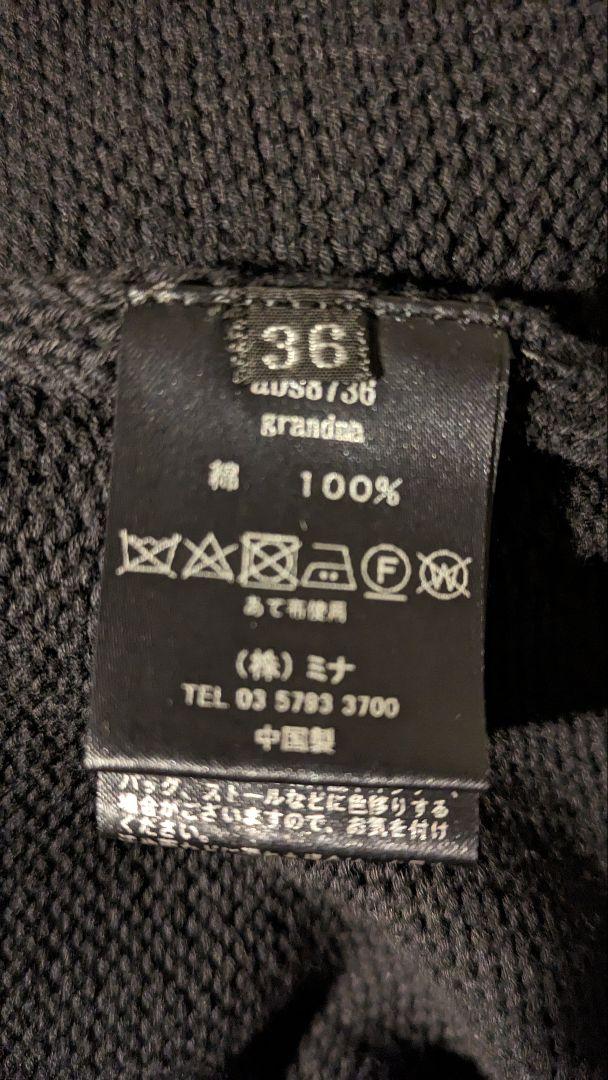 36
abs8736
grandma
綿 100%
F W
あて布使用
(株)ミナ
TEL 03 5793 3700
中国製
バッグ、ストールなどに色移りする
場合がございますので、お気を付け
ください。